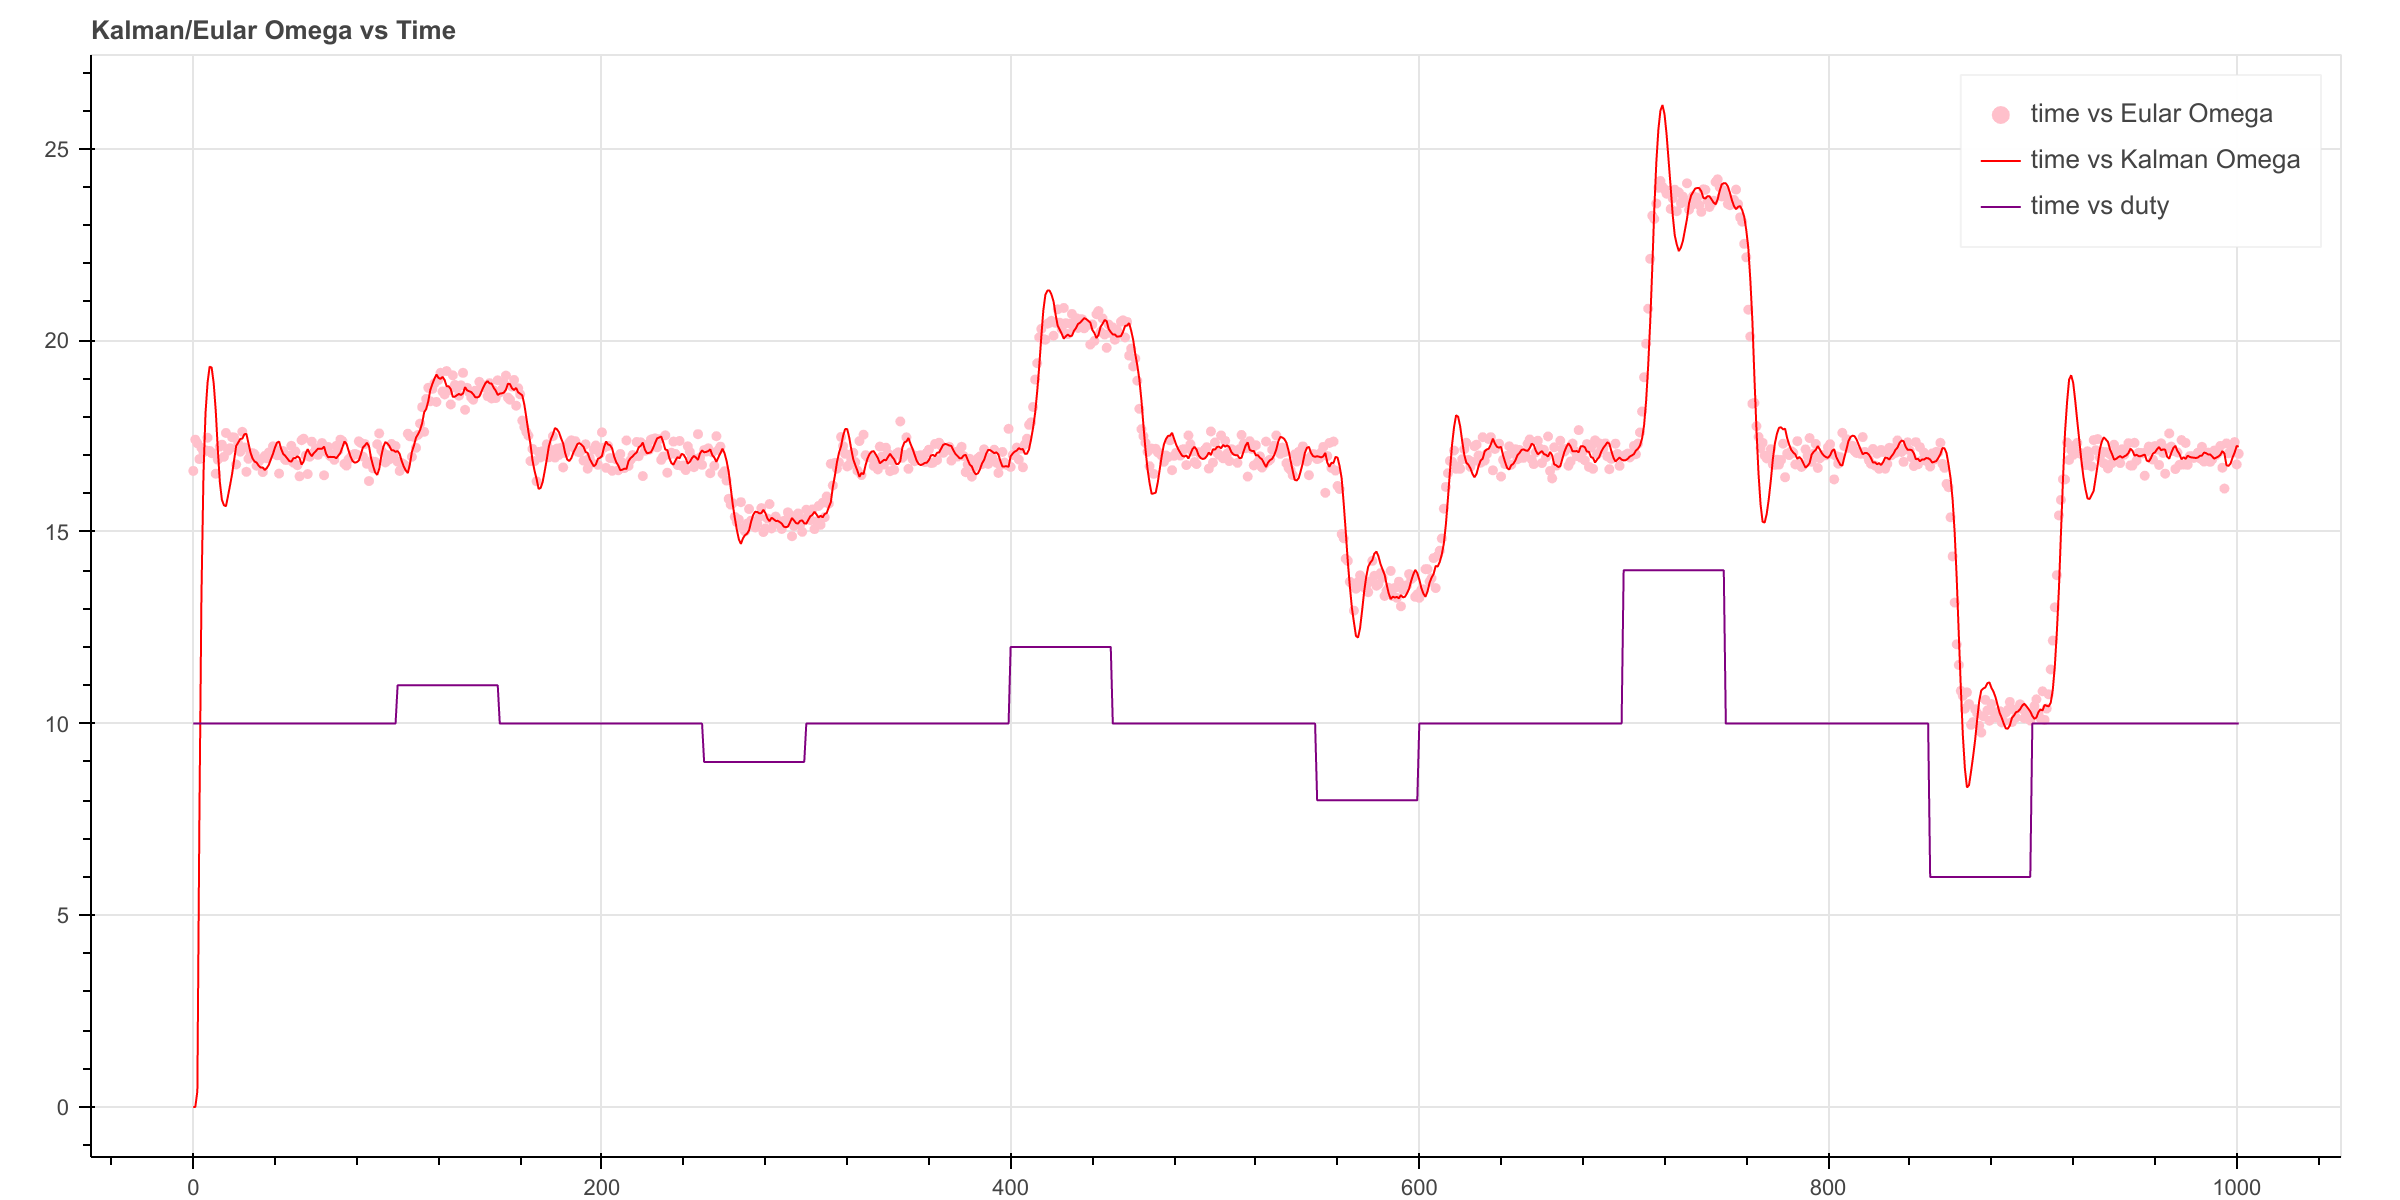 Kalman/Eular Omega vs Time
time vs Eular Omega
time vs Kalman Omega
time vs duty
25
20
15
10
5
0
0 200 400 600 800 1000